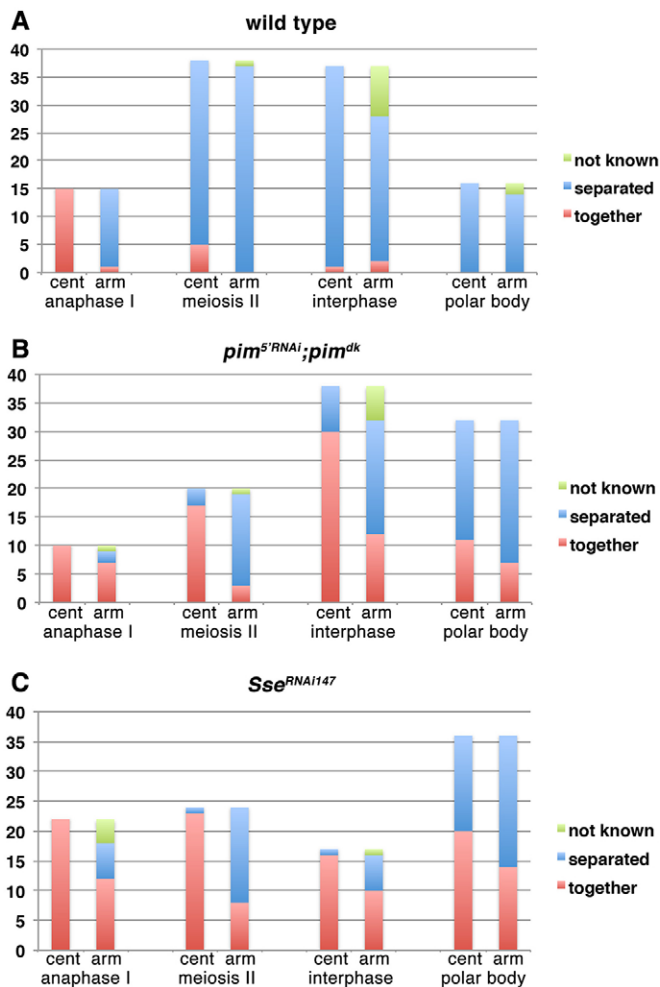 A
wild type
40
35
30
25
20
15
10
5
0
cent arm cent arm cent arm cent arm
anaphase I meiosis II interphase polar body
not known
separated
together
B
pim5'RNAi;pimdk
40
35
30
25
20
15
10
5
0
cent arm cent arm cent arm cent arm
anaphase I meiosis II interphase polar body
not known
separated
together
C
SseRNAi147
40
35
30
25
20
15
10
5
0
cent arm cent arm cent arm cent arm
anaphase I meiosis II interphase polar body
not known
separated
together